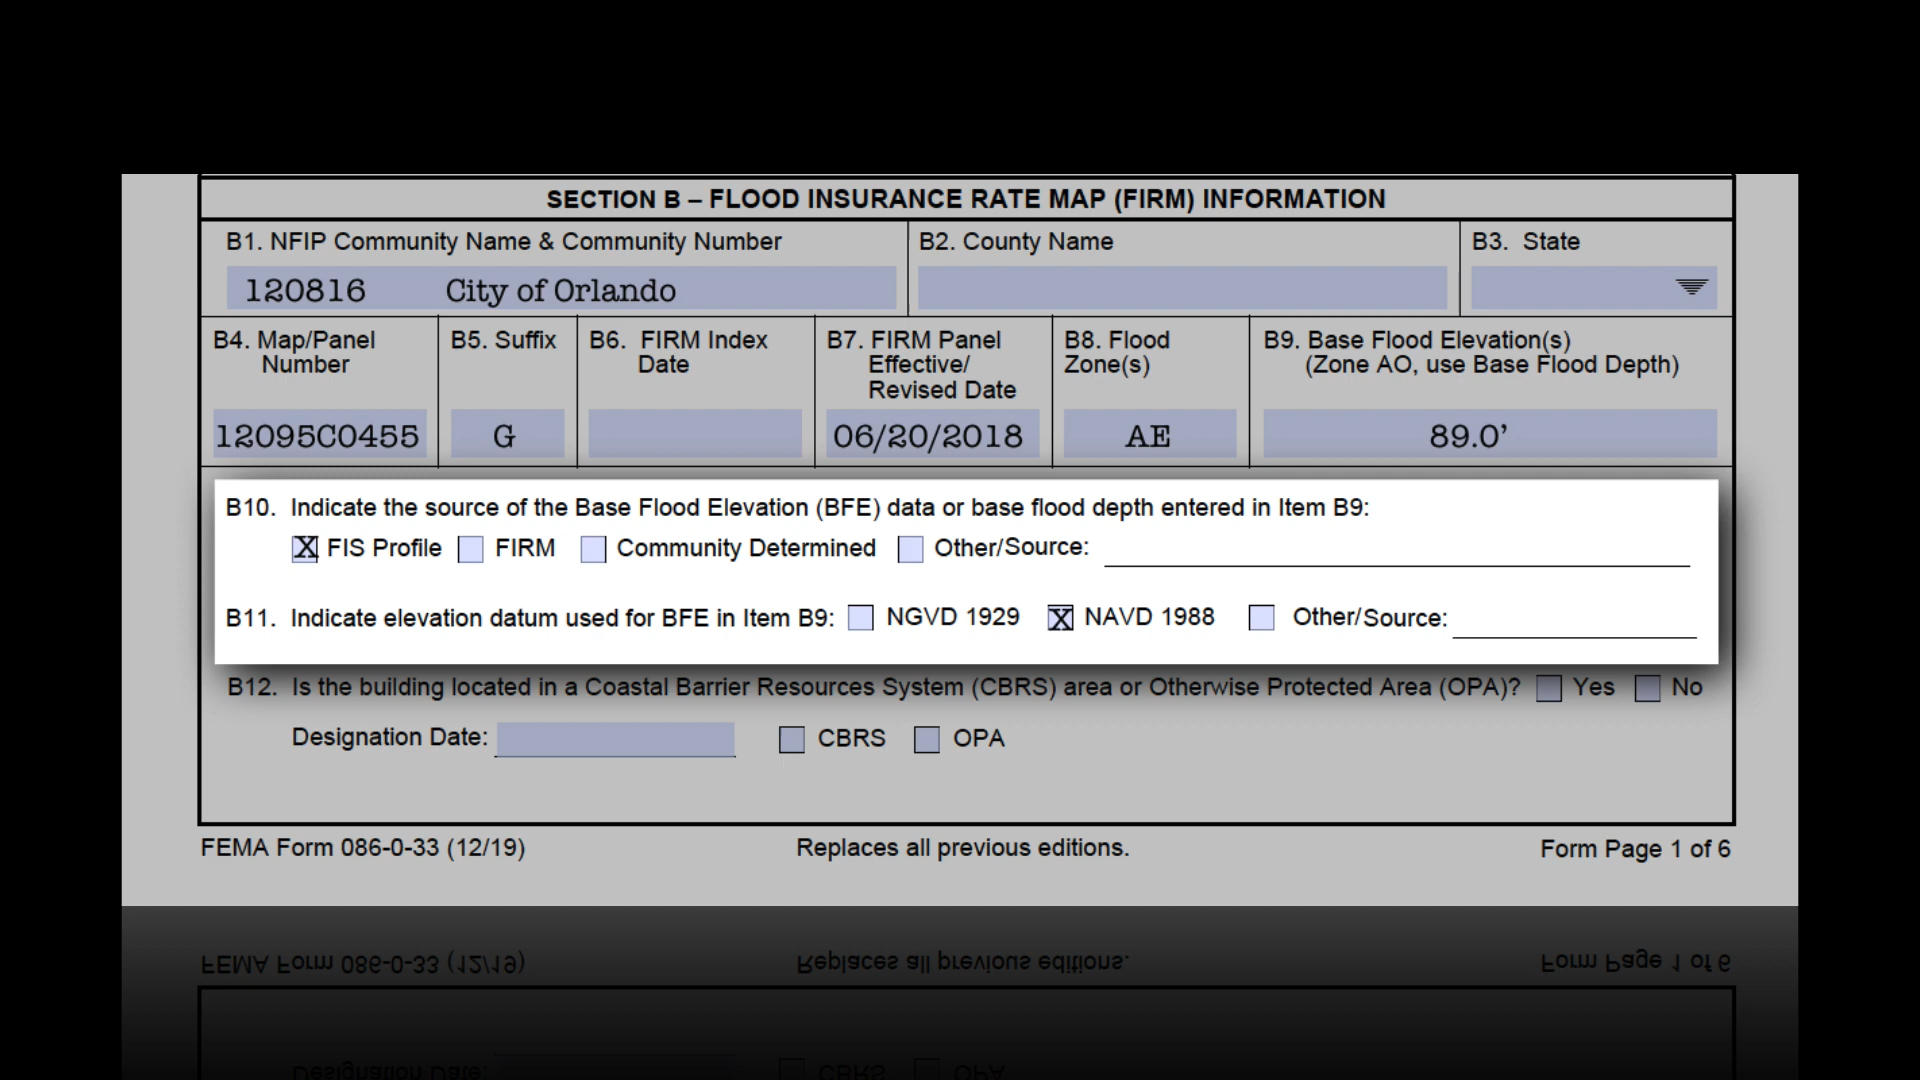 SECTION B – FLOOD INSURANCE RATE MAP (FIRM) INFORMATION
B1. NFIP Community Name & Community Number
B2. County Name
B3. State
120816 City of Orlando
B4. Map/Panel Number
B5. Suffix
B6. FIRM Index Date
B7. FIRM Panel Effective/ Revised Date
B8. Flood Zone(s)
B9. Base Flood Elevation(s) (Zone AO, use Base Flood Depth)
12095C0455
G
06/20/2018
AE
89.0’
B10. Indicate the source of the Base Flood Elevation (BFE) data or base flood depth entered in Item B9:
X FIS Profile FIRM Community Determined Other/Source:
B11. Indicate elevation datum used for BFE in Item B9: NGVD 1929 X NAVD 1988 Other/Source:
B12. Is the building located in a Coastal Barrier Resources System (CBRS) area or Otherwise Protected Area (OPA)? Yes No
Designation Date: CBRS OPA
FEMA Form 086-0-33 (12/19)
Replaces all previous editions.
Form Page 1 of 6